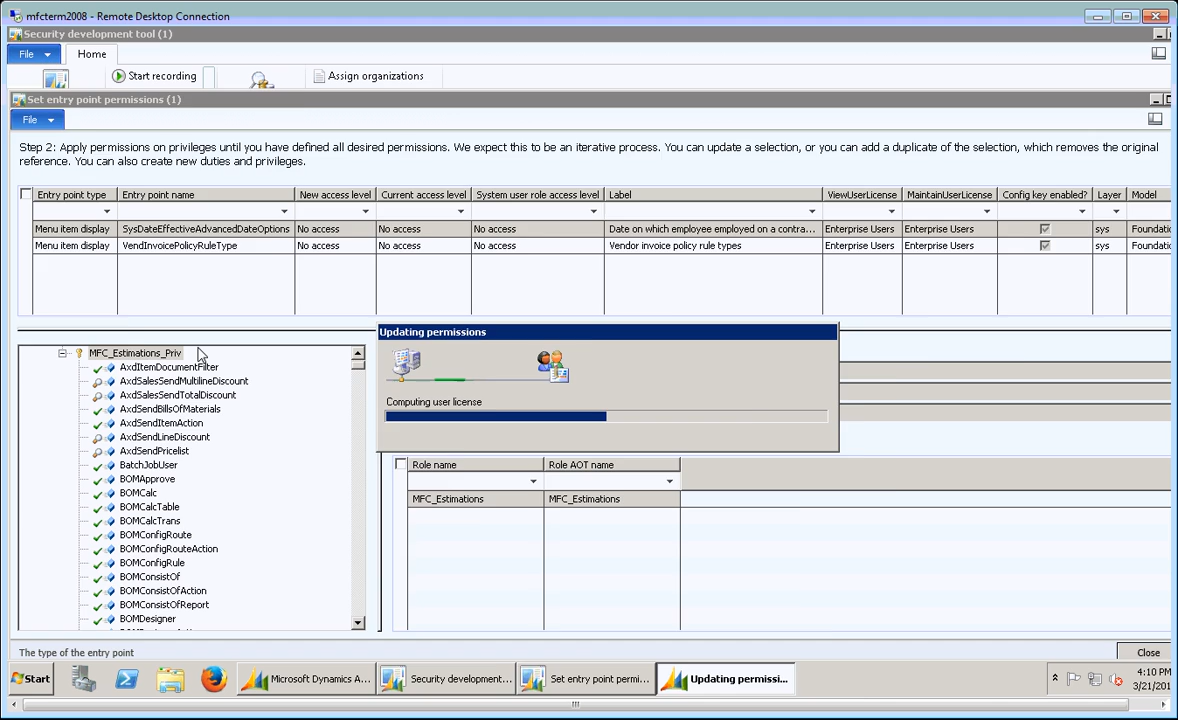 mfcterm2008 - Remote Desktop Connection
Security development tool (1)
File Home
Start recording Assign organizations
Set entry point permissions (1)
File
Step 2: Apply permissions on privileges until you have defined all desired permissions. We expect this to be an iterative process. You can update a selection, or you can add a duplicate of the selection, which removes the original
reference. You can also create new duties and privileges.
Entry point type Entry point name New access level Current access level System user role access level Label ViewUserLicense MaintainUserLicense Config key enabled? Layer Model
Menu item display SysDateEffectiveAdvancedDateOptions No access No access No access Date on which employee employed on a contra... Enterprise Users Enterprise Users sys Foundatio
Menu item display VendInvoicePolicyRuleType No access No access No access Vendor invoice policy rule types Enterprise Users Enterprise Users sys Foundatio
Updating permissions
Computing user license
MFC_Estimations_Priv
AxdItemDocumentFilter
AxdSalesSendMultilineDiscount
AxdSalesSendTotalDiscount
AxdSendBillsOfMaterials
AxdSendItemAction
AxdSendLineDiscount
AxdSendPricelist
BatchJobUser
BOMApprove
BOMCalc
BOMCalcTable
BOMCalcTrans
BOMConfigRoute
BOMConfigRouteAction
BOMConfigRule
BOMConsistOf
BOMConsistOfAction
BOMConsistOfReport
BOMDesigner
Role name Role AOT name
MFC_Estimations MFC_Estimations
The type of the entry point Close
Start Microsoft Dynamics A... Security development... Set entry point permi... Updating permissi... 4:10 PM
3/21/201